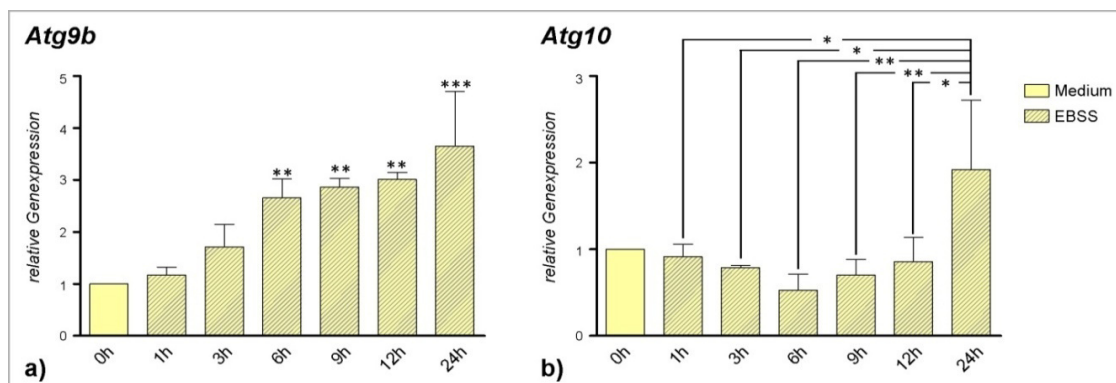 Atg9b
relative Genexpression
5
4
3
2
1
0
**
**
**
***
0h
1h
3h
6h
9h
12h
24h
a)
Atg10
relative Genexpression
3
2
1
0
*
*
**
**
*
0h
1h
3h
6h
9h
12h
24h
b)
Medium
EBSS